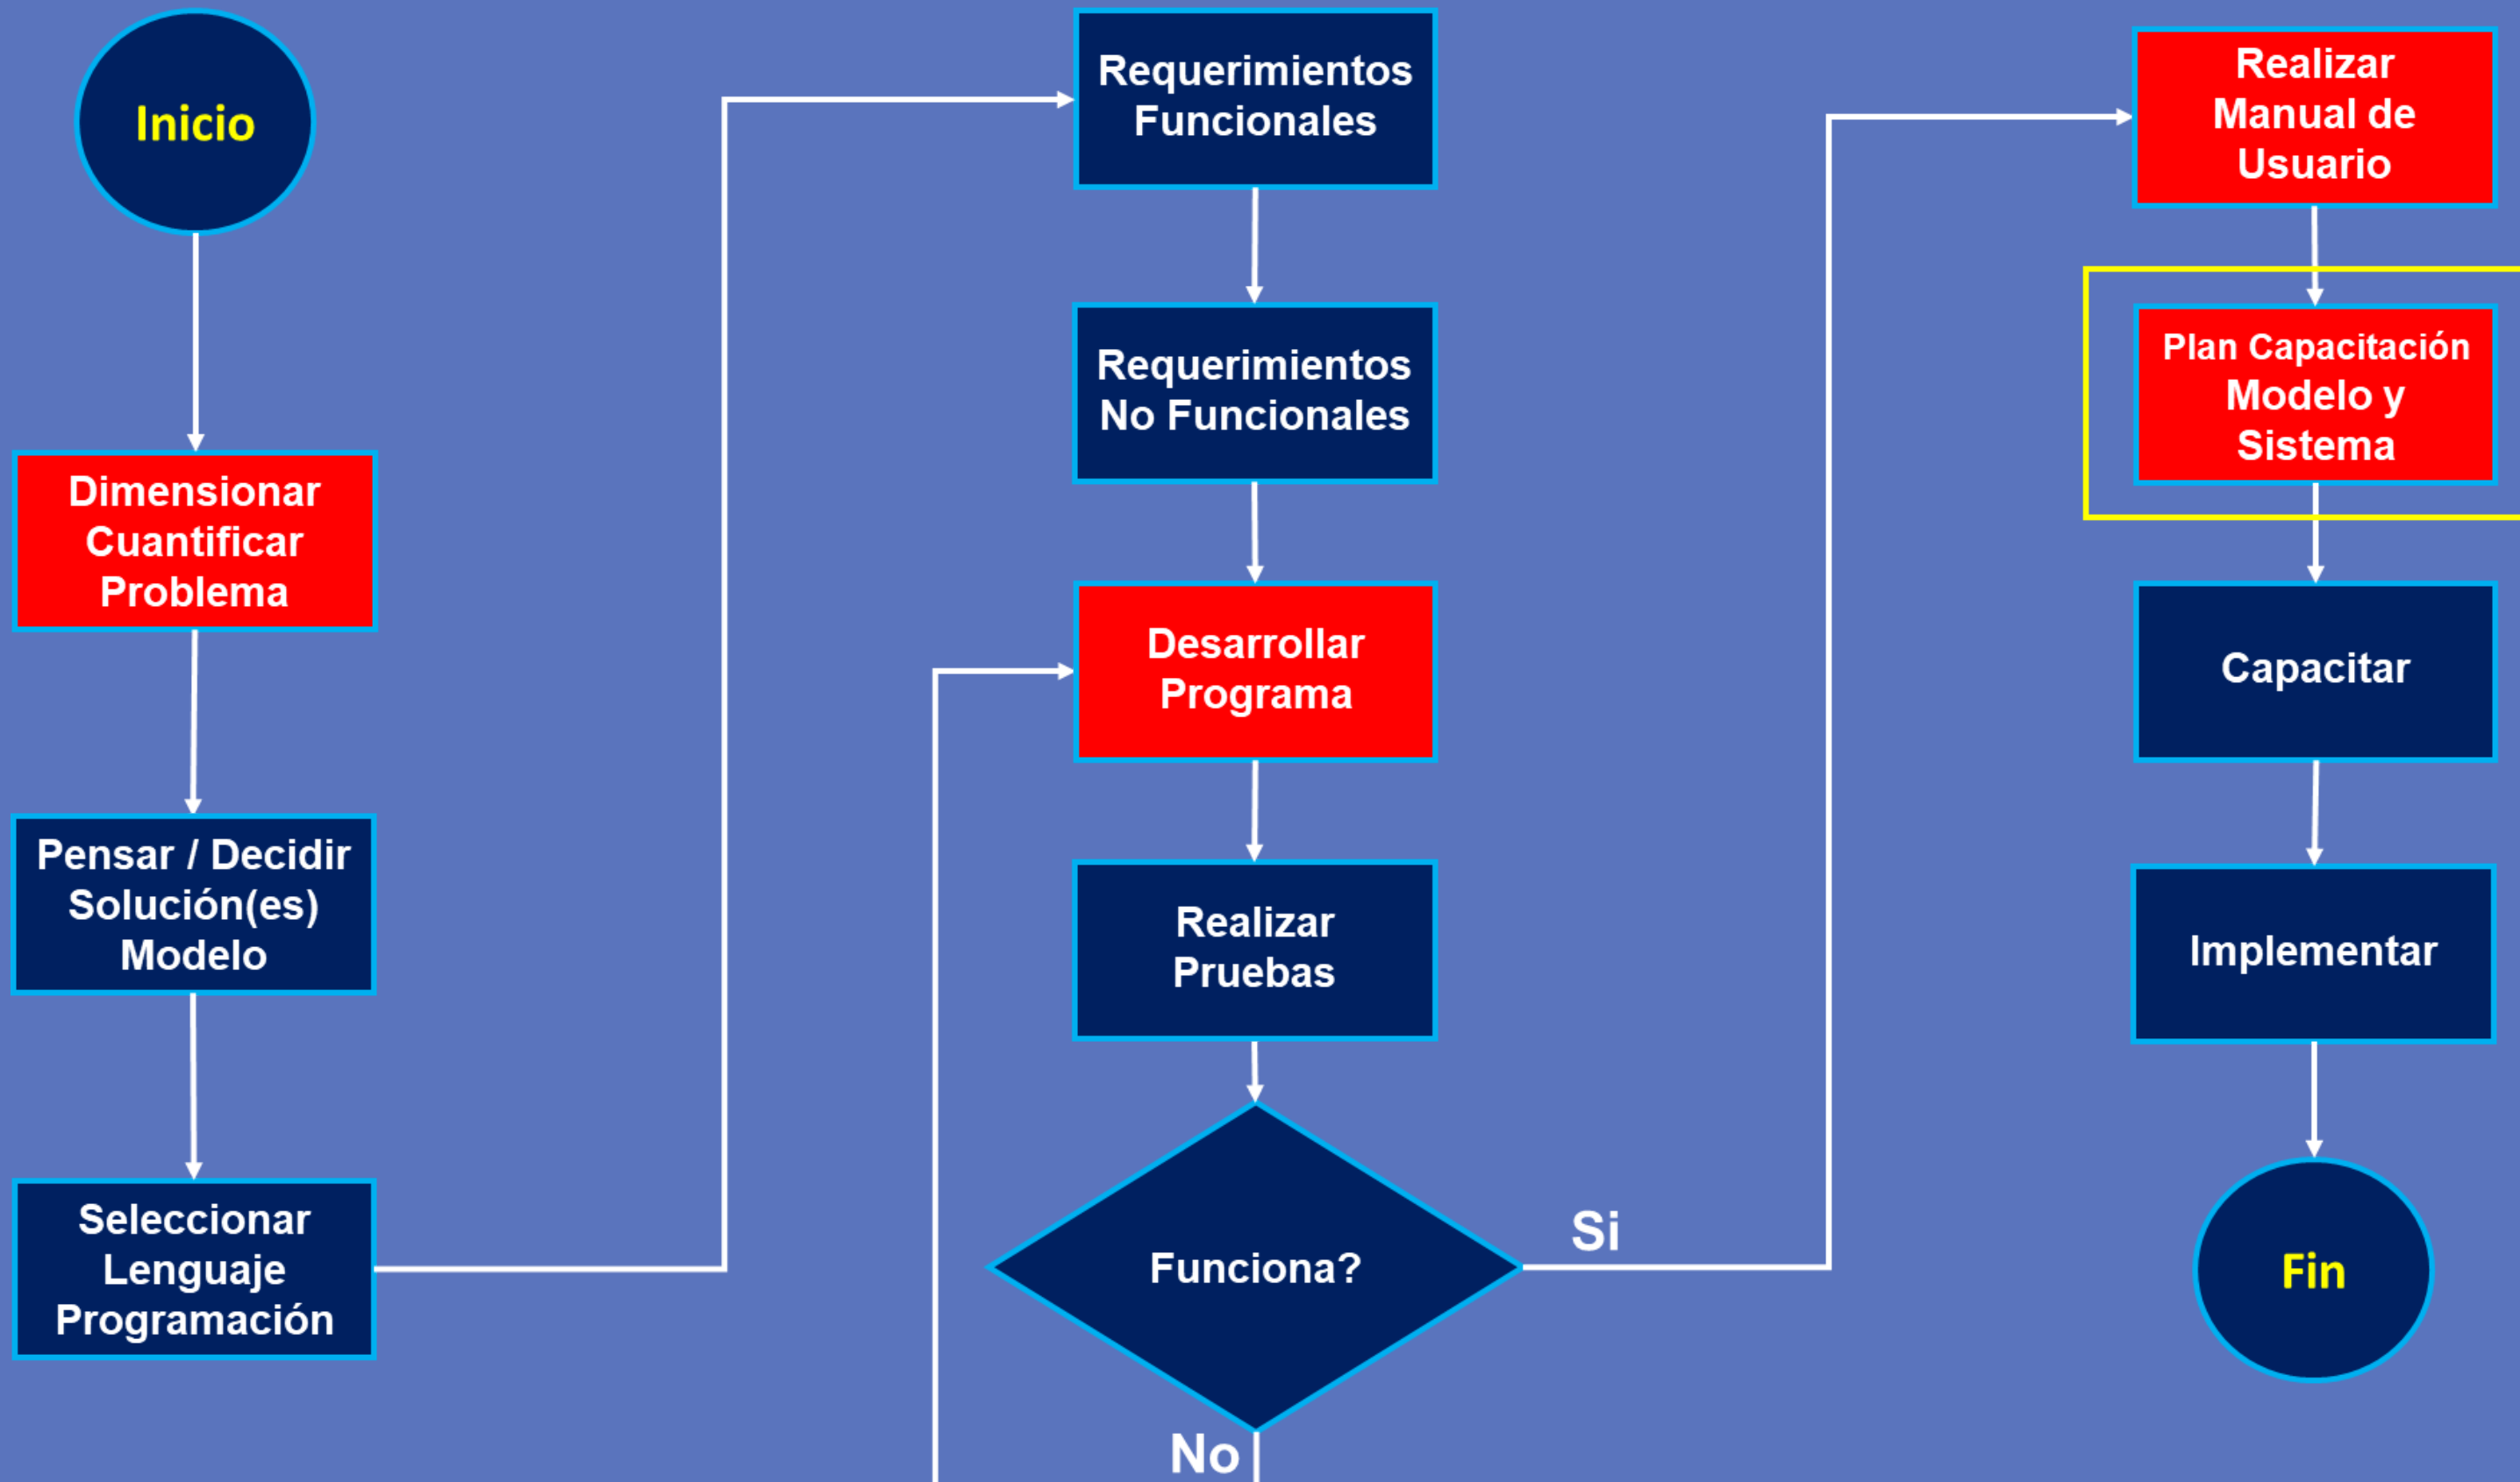 Inicio
Dimensionar
Cuantificar
Problema
Pensar / Decidir
Solución(es)
Modelo
Seleccionar
Lenguaje
Programación
Requerimientos
Funcionales
Requerimientos
No Funcionales
Desarrollar
Programa
Realizar
Pruebas
Funciona?
Si
No
Realizar
Manual de
Usuario
Plan Capacitación
Modelo y
Sistema
Capacitar
Implementar
Fin